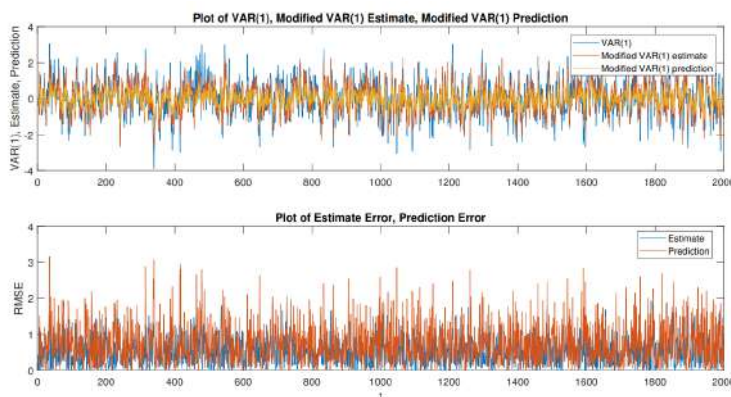 Plot of VAR(1), Modified VAR(1) Estimate, Modified VAR(1) Prediction
VAR(1), Estimate, Prediction
4
2
0
-2
-4
VAR(1)
Modified VAR(1) estimate
Modified VAR(1) prediction
0 200 400 600 800 1000 1200 1400 1600 1800 2000
Plot of Estimate Error, Prediction Error
RMSE
4
3
2
1
0
Estimate
Prediction
0 200 400 600 800 1000 1200 1400 1600 1800 2000